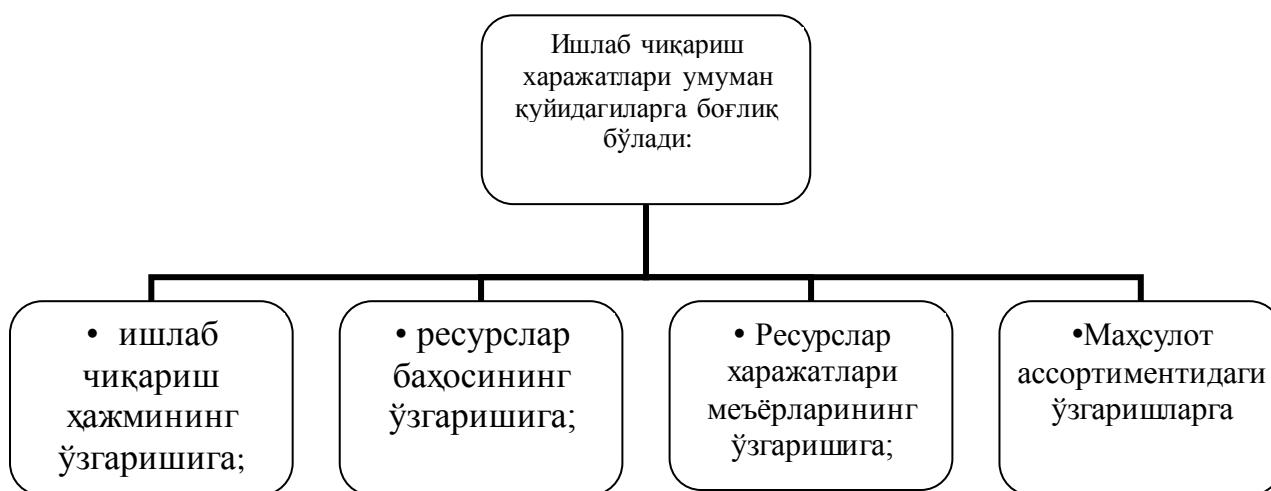 Ишлаб чиқариш
харажатлари умуман
қуйидагиларга боғлиқ
бўлади:
• ишлаб
чиқариш
ҳажмининг
ўзгаришига;
• ресурслар
баҳосининг
ўзгаришига;
• Ресурслар
харажатлари
меъёрларининг
ўзгаришига;
•Маҳсулот
ассортиментидаги
ўзгаришларга